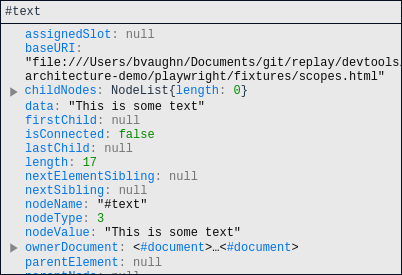 #text
assignedSlot: null
baseURI:
"file:///Users/bvaughn/Documents/git/replay/devtools/
architecture-demo/playwright/fixtures/scopes.html"
childNodes: NodeList{length: 0}
data: "This is some text"
firstChild: null
isConnected: false
lastChild: null
length: 17
nextElementSibling: null
nextSibling: null
nodeName: "#text"
nodeType: 3
nodeValue: "This is some text"
ownerDocument: <#document>…<#document>
parentElement: null
parentNode: null